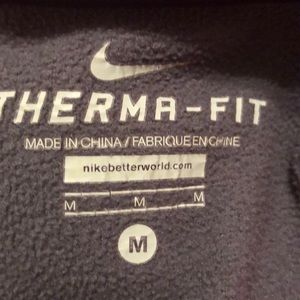 THERMA-FIT
MADE IN CHINA / FABRIQUE EN CHINE
nikebetterworld.com
M M M
M